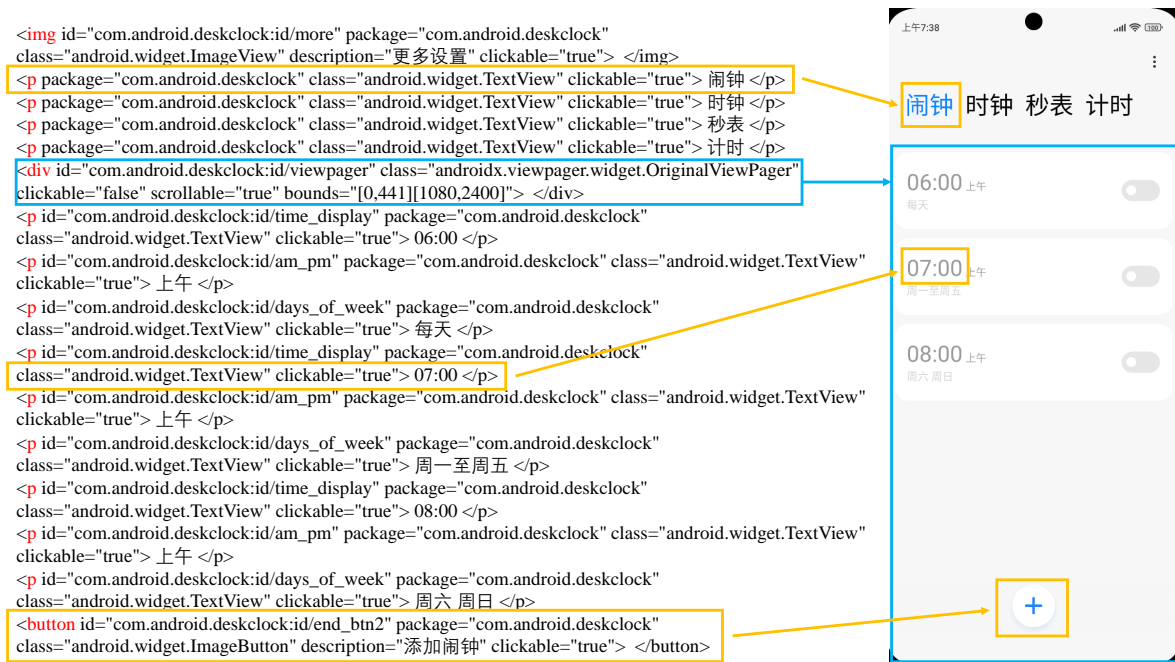 <img id="com.android.deskclock:id/more" package="com.android.deskclock"
class="android.widget.ImageView" description="更多设置" clickable="true"> </img>
<p package="com.android.deskclock" class="android.widget.TextView" clickable="true"> 闹钟 </p>
<p package="com.android.deskclock" class="android.widget.TextView" clickable="true"> 时钟 </p>
<p package="com.android.deskclock" class="android.widget.TextView" clickable="true"> 秒表 </p>
<p package="com.android.deskclock" class="android.widget.TextView" clickable="true"> 计时 </p>
<div id="com.android.deskclock:id/viewpager" class="androidx.viewpager.widget.OriginalViewPager"
clickable="false" scrollable="true" bounds="[0,441][1080,2400]"> </div>
<p id="com.android.deskclock:id/time_display" package="com.android.deskclock"
class="android.widget.TextView" clickable="true"> 06:00 </p>
<p id="com.android.deskclock:id/am_pm" package="com.android.deskclock" class="android.widget.TextView"
clickable="true"> 上午 </p>
<p id="com.android.deskclock:id/days_of_week" package="com.android.deskclock"
class="android.widget.TextView" clickable="true"> 每天 </p>
<p id="com.android.deskclock:id/time_display" package="com.android.deskclock"
class="android.widget.TextView" clickable="true"> 07:00 </p>
<p id="com.android.deskclock:id/am_pm" package="com.android.deskclock" class="android.widget.TextView"
clickable="true"> 上午 </p>
<p id="com.android.deskclock:id/days_of_week" package="com.android.deskclock"
class="android.widget.TextView" clickable="true"> 周一至周五 </p>
<p id="com.android.deskclock:id/time_display" package="com.android.deskclock"
class="android.widget.TextView" clickable="true"> 08:00 </p>
<p id="com.android.deskclock:id/am_pm" package="com.android.deskclock" class="android.widget.TextView"
clickable="true"> 上午 </p>
<p id="com.android.deskclock:id/days_of_week" package="com.android.deskclock"
class="android.widget.TextView" clickable="true"> 周六 周日 </p>
<button id="com.android.deskclock:id/end_btn2" package="com.android.deskclock"
class="android.widget.ImageButton" description="添加闹钟" clickable="true"> </button>
上午7:38 100
闹钟 时钟 秒表 计时
06:00 上午
每天
07:00 上午
周一至周五
08:00 上午
周六 周日